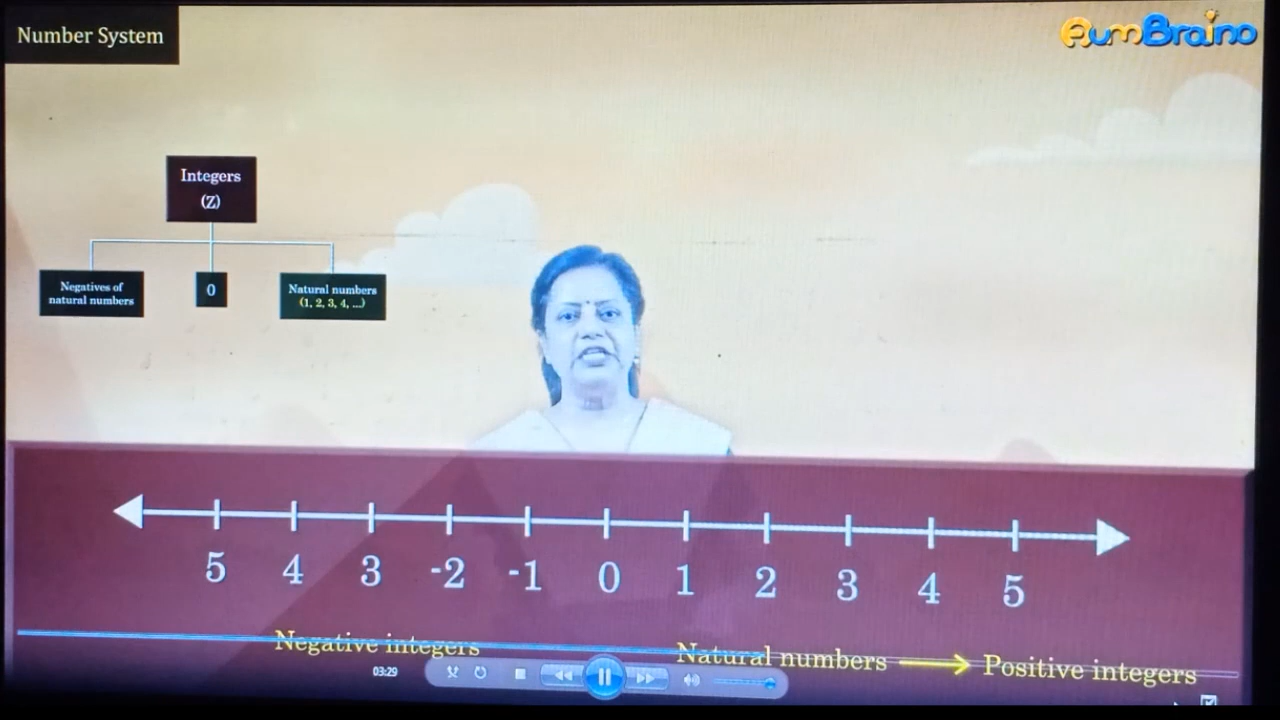 Number System
AumBraino
Integers
(Z)
Negatives of
natural numbers
0
Natural numbers
(1, 2, 3, 4, ...)
5 4 3 -2 -1 0 1 2 3 4 5
Negative integers
Natural numbers Positive integers
03:29